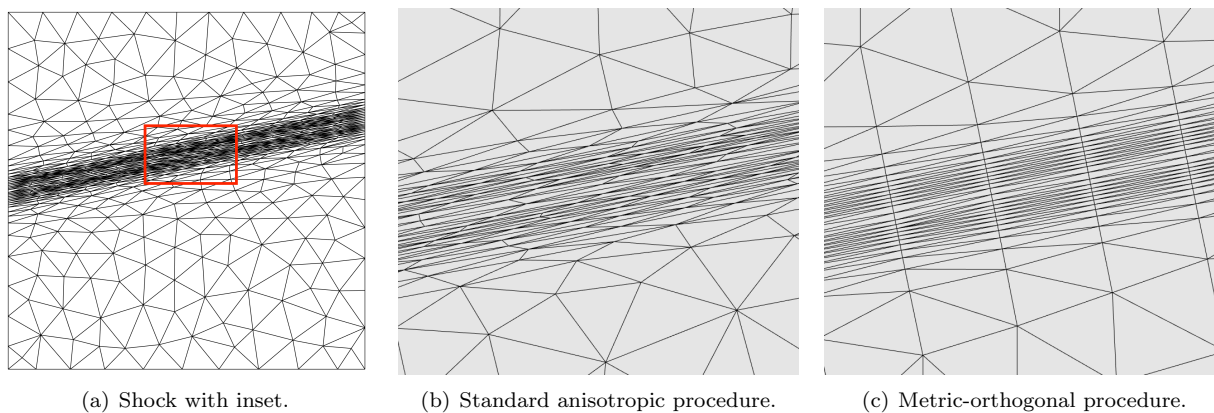 (a) Shock with inset.
(b) Standard anisotropic procedure.
(c) Metric-orthogonal procedure.